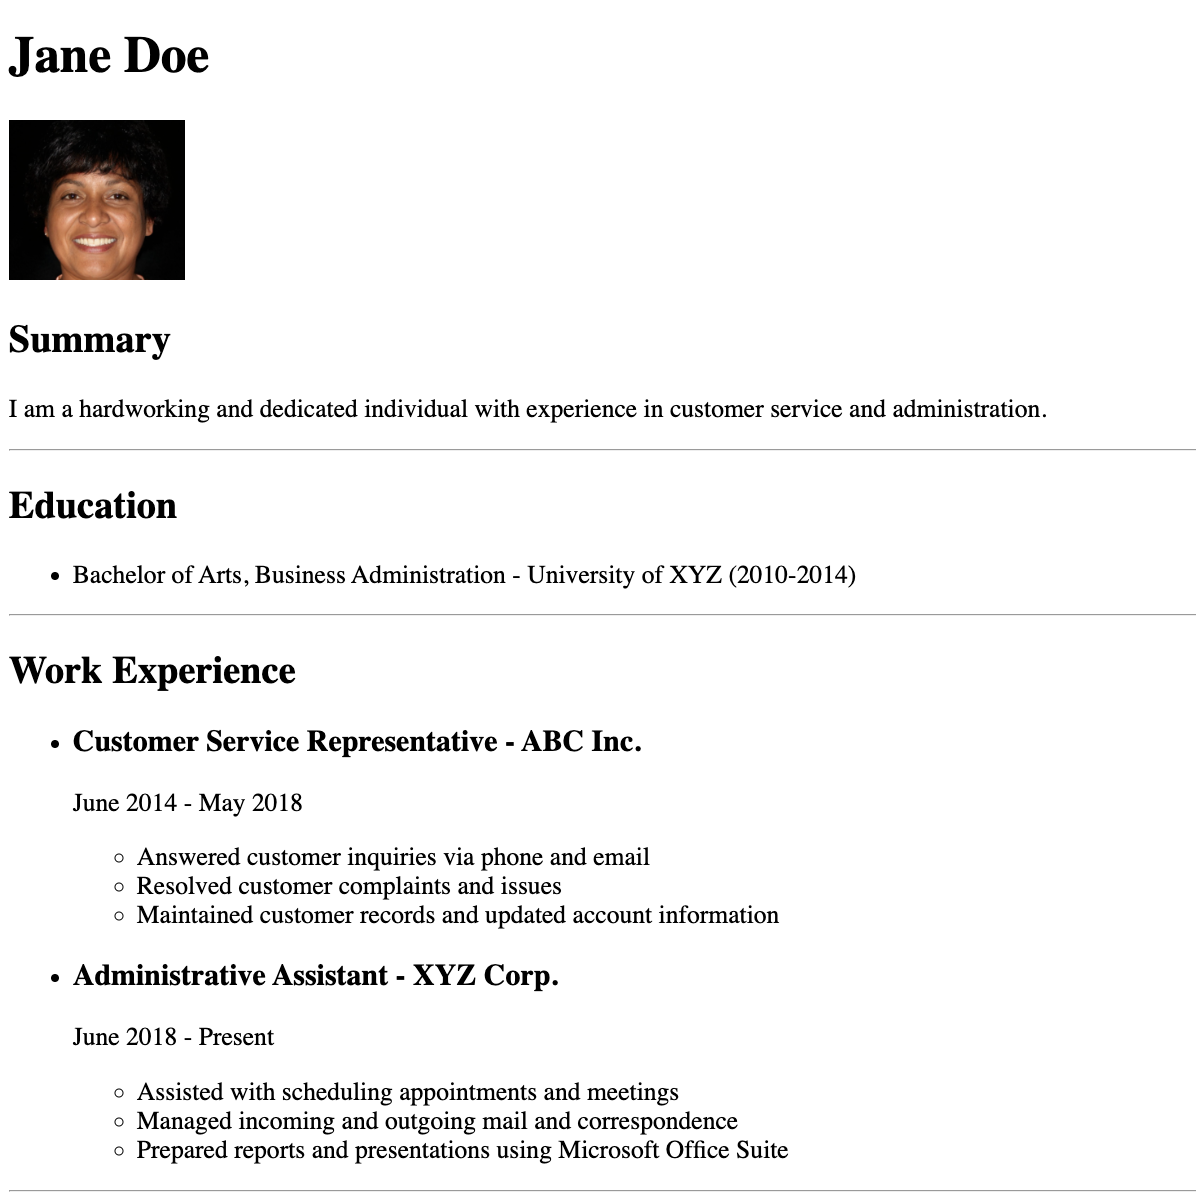 Jane Doe
Summary
I am a hardworking and dedicated individual with experience in customer service and administration.
Education
Bachelor of Arts, Business Administration - University of XYZ (2010-2014)
Work Experience
Customer Service Representative - ABC Inc.
June 2014 - May 2018
Answered customer inquiries via phone and email
Resolved customer complaints and issues
Maintained customer records and updated account information
Administrative Assistant - XYZ Corp.
June 2018 - Present
Assisted with scheduling appointments and meetings
Managed incoming and outgoing mail and correspondence
Prepared reports and presentations using Microsoft Office Suite